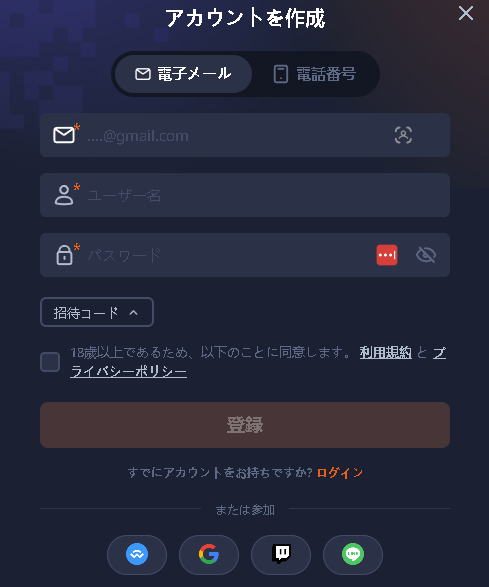 アカウントを作成
電子メール
電話番号
* ....@gmail.com
* ユーザー名
* パスワード
招待コード
18歳以上であるため、以下のことに同意します。 利用規約 と プ
ライバシーポリシー
登録
すでにアカウントをお持ちですか? ログイン
または参加
LINE